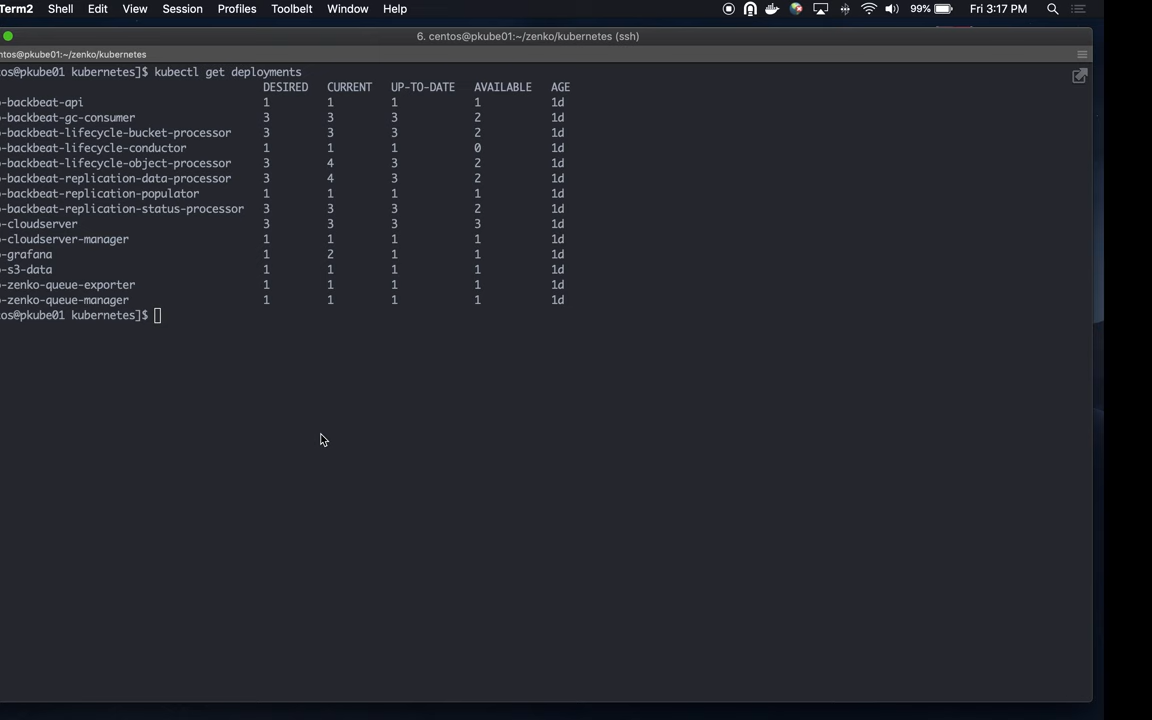 Term2 Shell Edit View Session Profiles Toolbelt Window Help 99% Fri 3:17 PM
6. centos@pkube01:~/zenko/kubernetes (ssh)
ntos@pkube01:~/zenko/kubernetes
tos@pkube01 kubernetes]$ kubectl get deployments
DESIRED CURRENT UP-TO-DATE AVAILABLE AGE
o-backbeat-api 1 1 1 1 1d
o-backbeat-gc-consumer 3 3 3 2 1d
o-backbeat-lifecycle-bucket-processor 3 3 3 2 1d
o-backbeat-lifecycle-conductor 1 1 1 0 1d
o-backbeat-lifecycle-object-processor 3 4 3 2 1d
o-backbeat-replication-data-processor 3 4 3 2 1d
o-backbeat-replication-populator 1 1 1 1 1d
o-backbeat-replication-status-processor 3 3 3 2 1d
o-cloudserver 3 3 3 3 1d
o-cloudserver-manager 1 1 1 1 1d
o-grafana 1 2 1 1 1d
o-s3-data 1 1 1 1 1d
o-zenko-queue-exporter 1 1 1 1 1d
o-zenko-queue-manager 1 1 1 1 1d
tos@pkube01 kubernetes]$